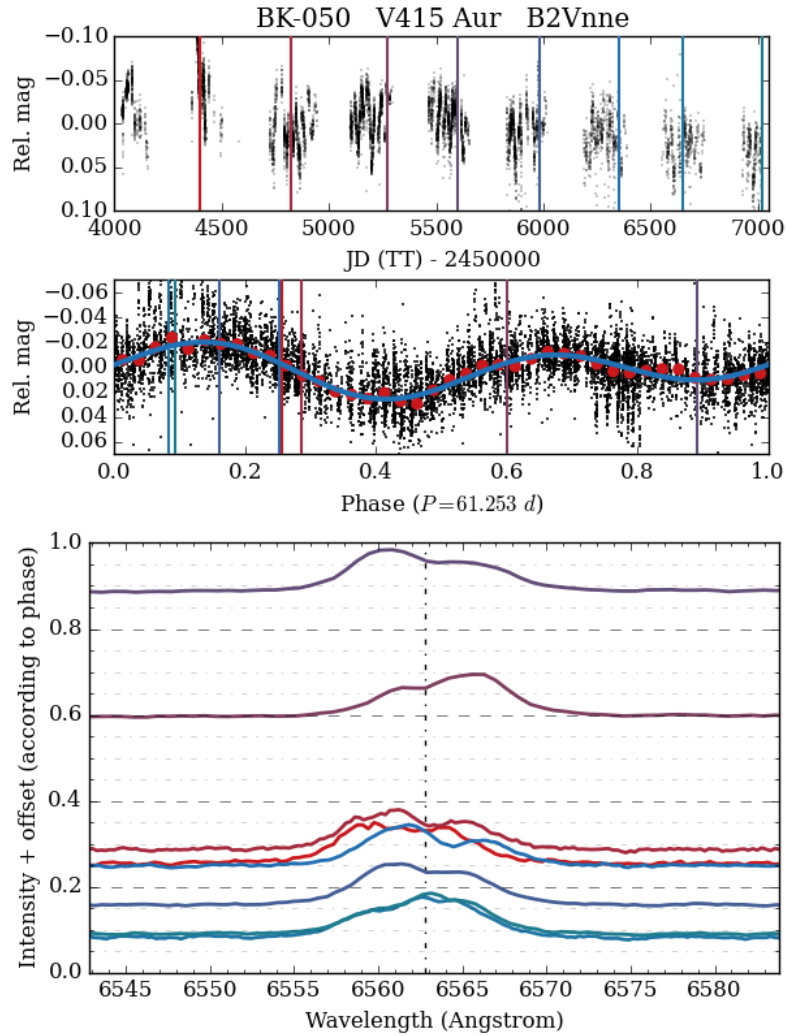 BK-050 V415 Aur B2Vnne
Rel. mag
−0.10
−0.05
0.00
0.05
0.10
4000 4500 5000 5500 6000 6500 7000
JD (TT) - 2450000
Rel. mag
−0.06
−0.04
−0.02
0.00
0.02
0.04
0.06
0.0 0.2 0.4 0.6 0.8 1.0
Phase (P=61.253 d)
Intensity + offset (according to phase)
1.0
0.8
0.6
0.4
0.2
0.0
6545 6550 6555 6560 6565 6570 6575 6580
Wavelength (Angstrom)